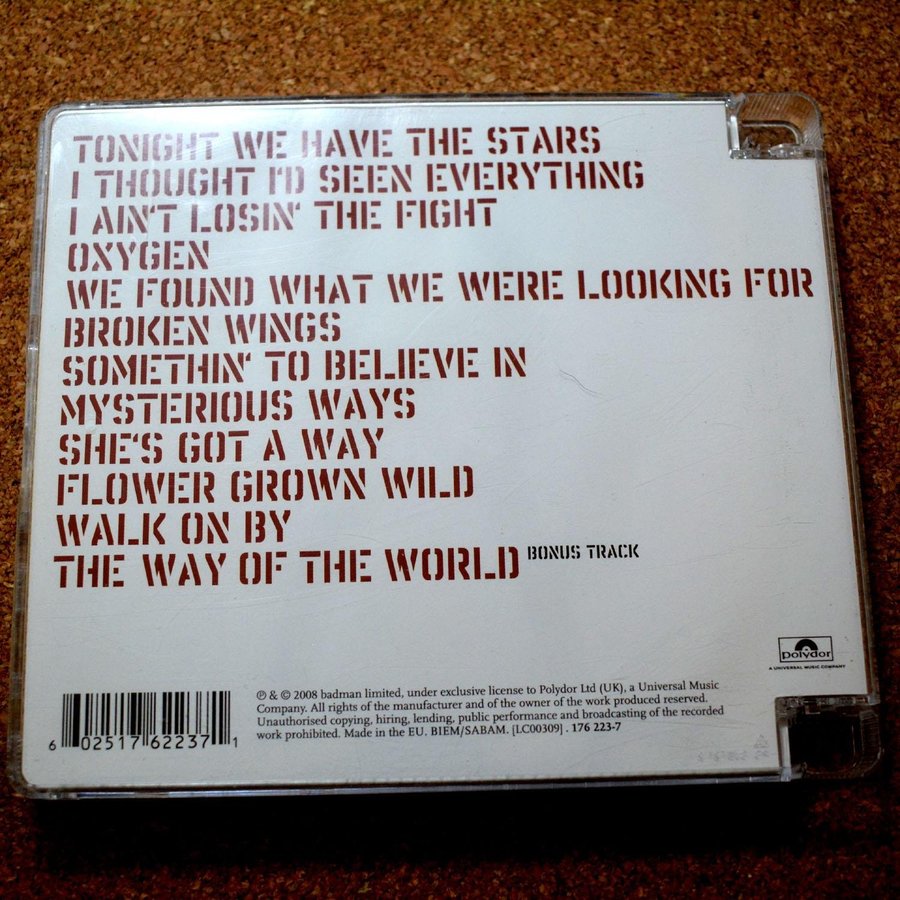 TONIGHT WE HAVE THE STARS
I THOUGHT I'D SEEN EVERYTHING
I AIN'T LOSIN' THE FIGHT
OXYGEN
WE FOUND WHAT WE WERE LOOKING FOR
BROKEN WINGS
SOMETHIN' TO BELIEVE IN
MYSTERIOUS WAYS
SHE'S GOT A WAY
FLOWER GROWN WILD
WALK ON BY
THE WAY OF THE WORLD BONUS TRACK
polydor
A UNIVERSAL MUSIC COMPANY
℗ & © 2008 badman limited, under exclusive license to Polydor Ltd (UK), a Universal Music
Company. All rights of the manufacturer and of the owner of the work produced reserved.
Unauthorised copying, hiring, lending, public performance and broadcasting of the recorded
work prohibited. Made in the EU. BIEM/SABAM. [LC00309] . 176 223-7
6 02517 62237 1